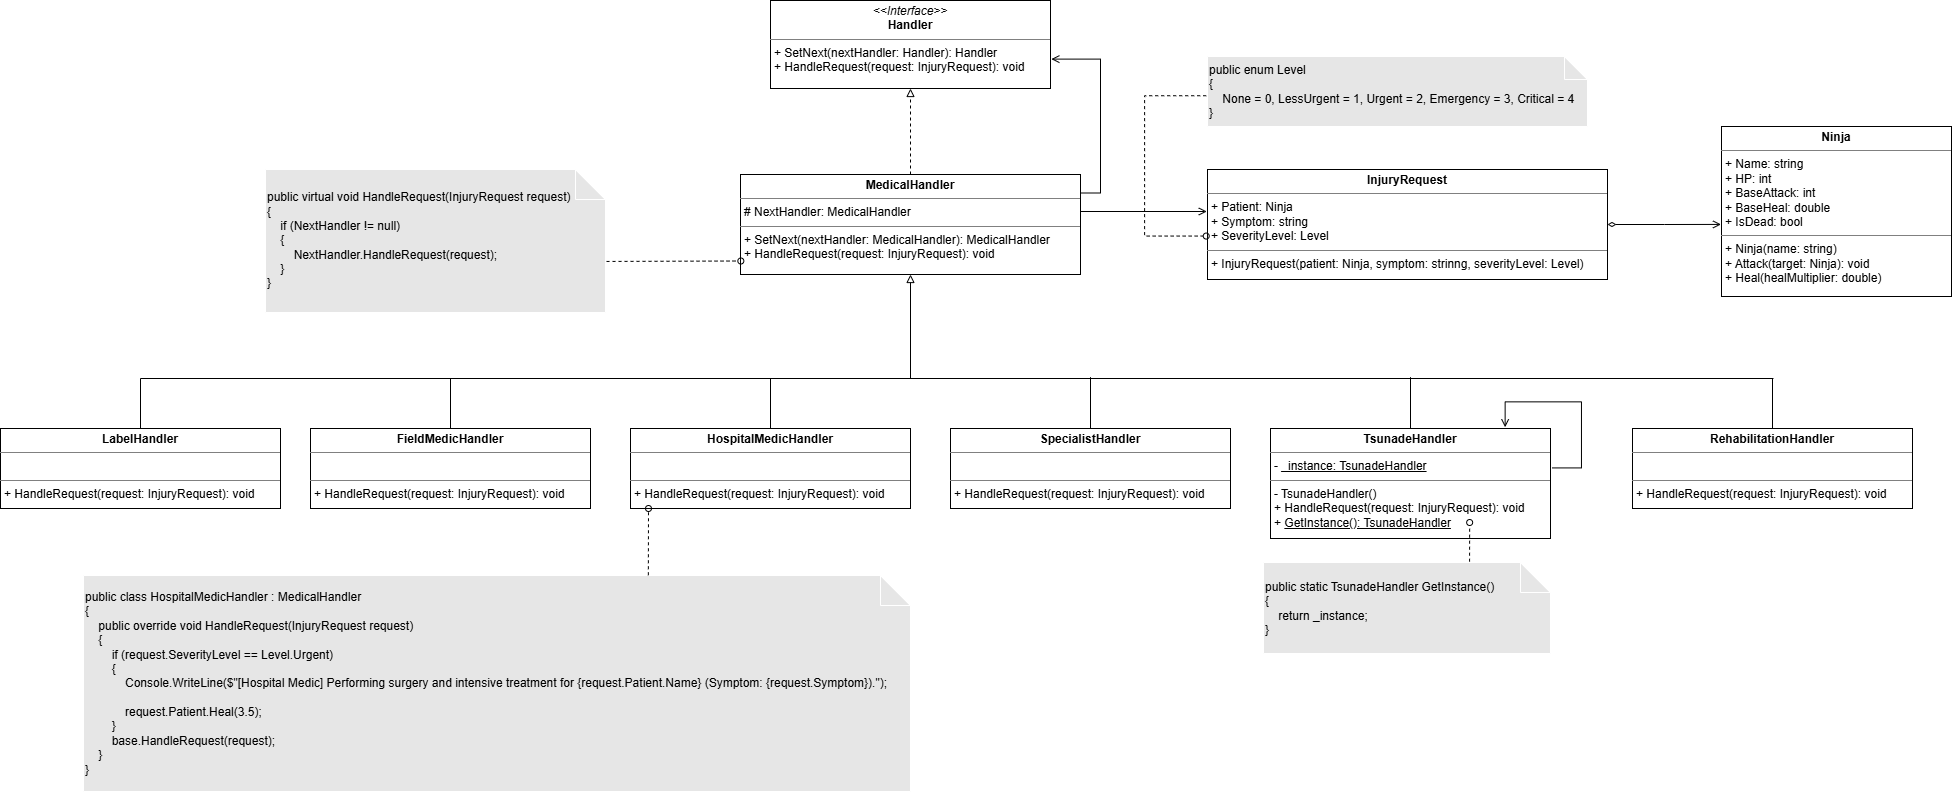 <<Interface>>
Handler
+ SetNext(nextHandler: Handler): Handler
+ HandleRequest(request: InjuryRequest): void
public enum Level
{
None = 0, LessUrgent = 1, Urgent = 2, Emergency = 3, Critical = 4
}
Ninja
+ Name: string
+ HP: int
+ BaseAttack: int
+ BaseHeal: double
+ IsDead: bool
+ Ninja(name: string)
+ Attack(target: Ninja): void
+ Heal(healMultiplier: double)
public virtual void HandleRequest(InjuryRequest request)
{
if (NextHandler != null)
{
NextHandler.HandleRequest(request);
}
}
MedicalHandler
# NextHandler: MedicalHandler
+ SetNext(nextHandler: MedicalHandler): MedicalHandler
+ HandleRequest(request: InjuryRequest): void
InjuryRequest
+ Patient: Ninja
+ Symptom: string
+ SeverityLevel: Level
+ InjuryRequest(patient: Ninja, symptom: strinng, severityLevel: Level)
LabelHandler
+ HandleRequest(request: InjuryRequest): void
FieldMedicHandler
+ HandleRequest(request: InjuryRequest): void
HospitalMedicHandler
+ HandleRequest(request: InjuryRequest): void
SpecialistHandler
+ HandleRequest(request: InjuryRequest): void
TsunadeHandler
- _instance: TsunadeHandler
- TsunadeHandler()
+ HandleRequest(request: InjuryRequest): void
+ GetInstance(): TsunadeHandler
RehabilitationHandler
+ HandleRequest(request: InjuryRequest): void
public class HospitalMedicHandler : MedicalHandler
{
public override void HandleRequest(InjuryRequest request)
{
if (request.SeverityLevel == Level.Urgent)
{
Console.WriteLine($"[Hospital Medic] Performing surgery and intensive treatment for {request.Patient.Name} (Symptom: {request.Symptom}).");
request.Patient.Heal(3.5);
}
base.HandleRequest(request);
}
}
public static TsunadeHandler GetInstance()
{
return _instance;
}